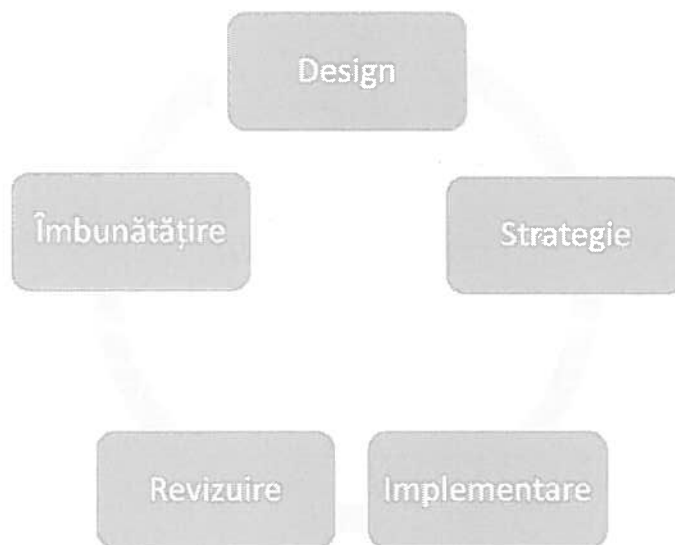 Design
Strategie
Implementare
Revizuire
Îmbunătățire